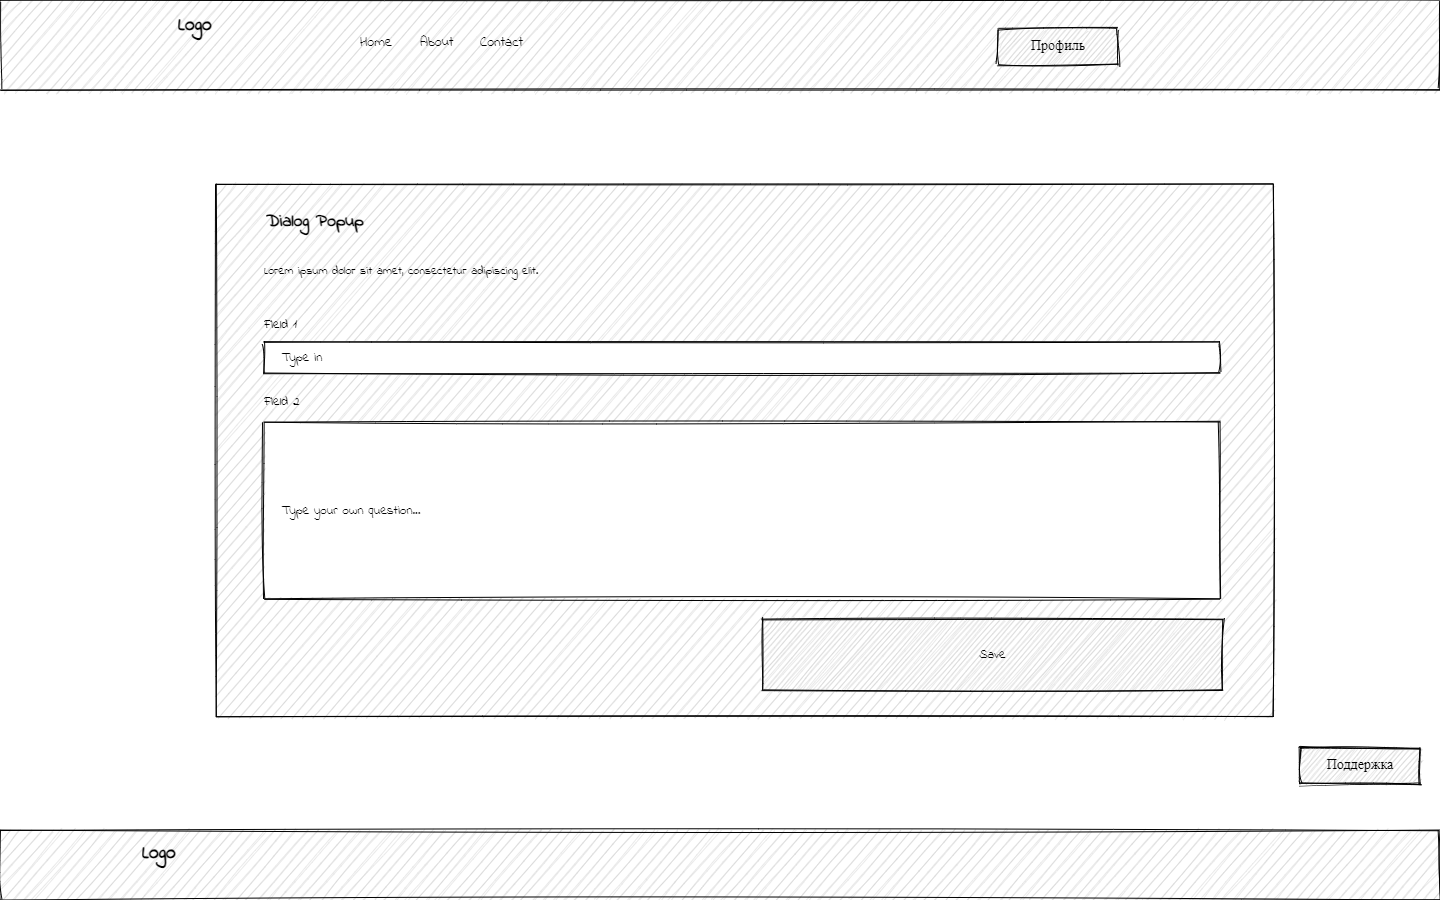 Logo
Home About Contact
Профиль
Dialog Popup
Lorem ipsum dolor sit amet, consectetur adipiscing elit.
Field 1
Type in
Field 2
Type your own question...
Save
Поддержка
Logo